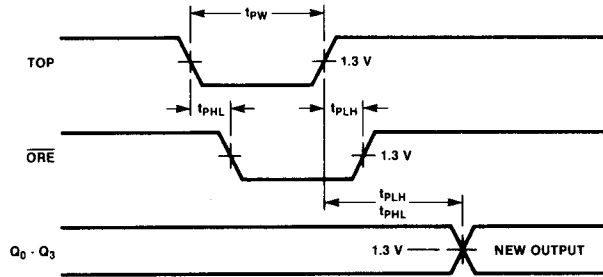 tPW
TOP
1.3 V
tPHL
tPLH
ORE
1.3 V
tPLH
tPHL
Q0 - Q3
1.3 V
NEW OUTPUT